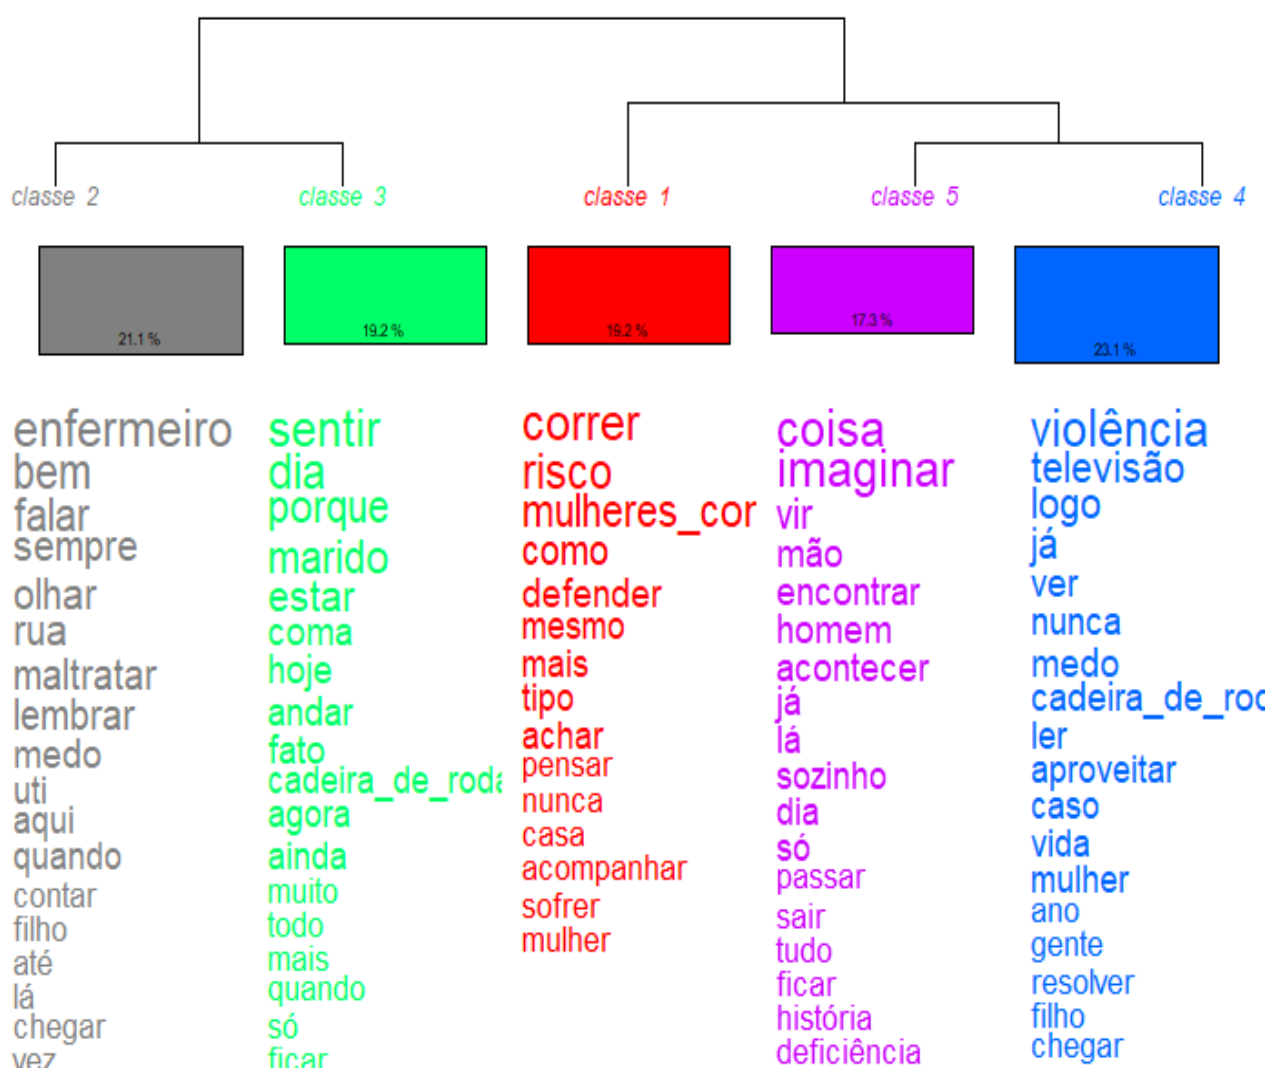 classe 2
classe 3
classe 1
classe 5
classe 4
21.1 %
19.2 %
19.2 %
17.3 %
23.1 %
enfermeiro
bem
falar
sempre
olhar
rua
maltratar
lembrar
medo
uti
aqui
quando
contar
filho
até
lá
chegar
vez
sentir
dia
porque
marido
estar
coma
hoje
andar
fato
cadeira_de_roda
agora
ainda
muito
todo
mais
quando
só
ficar
correr
risco
mulheres_cor
como
defender
mesmo
mais
tipo
achar
pensar
nunca
casa
acompanhar
sofrer
mulher
coisa
imaginar
vir
mão
encontrar
homem
acontecer
já
lá
sozinho
dia
só
passar
sair
tudo
ficar
história
deficiência
violência
televisão
logo
já
ver
nunca
medo
cadeira_de_rod
ler
aproveitar
caso
vida
mulher
ano
gente
resolver
filho
chegar